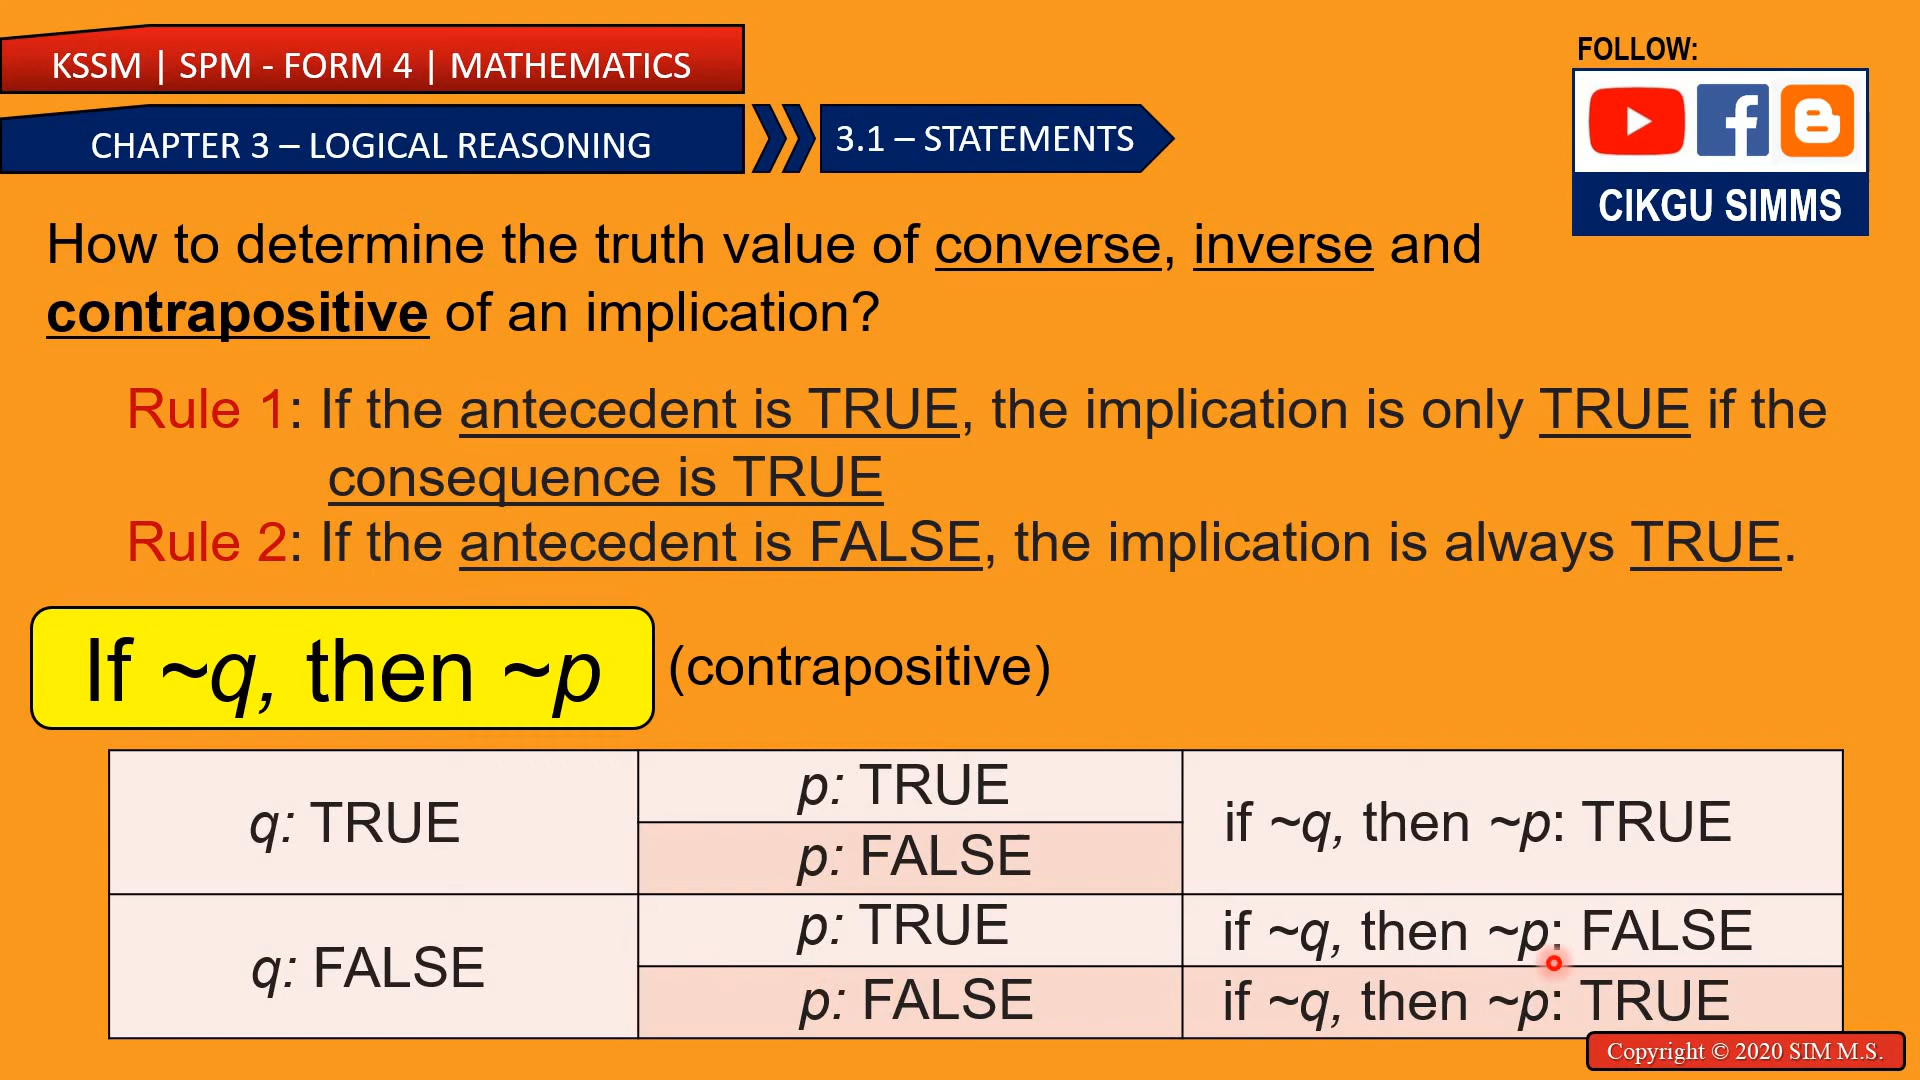 KSSM | SPM - FORM 4 | MATHEMATICS
FOLLOW:
CHAPTER 3 – LOGICAL REASONING
3.1 – STATEMENTS
CIKGU SIMMS
How to determine the truth value of converse, inverse and
contrapositive of an implication?
Rule 1: If the antecedent is TRUE, the implication is only TRUE if the
consequence is TRUE
Rule 2: If the antecedent is FALSE, the implication is always TRUE.
If ~q, then ~p (contrapositive)
q: TRUE
p: TRUE
p: FALSE
if ~q, then ~p: TRUE
q: FALSE
p: TRUE
if ~q, then ~p: FALSE
p: FALSE
if ~q, then ~p: TRUE
Copyright © 2020 SIM M.S.